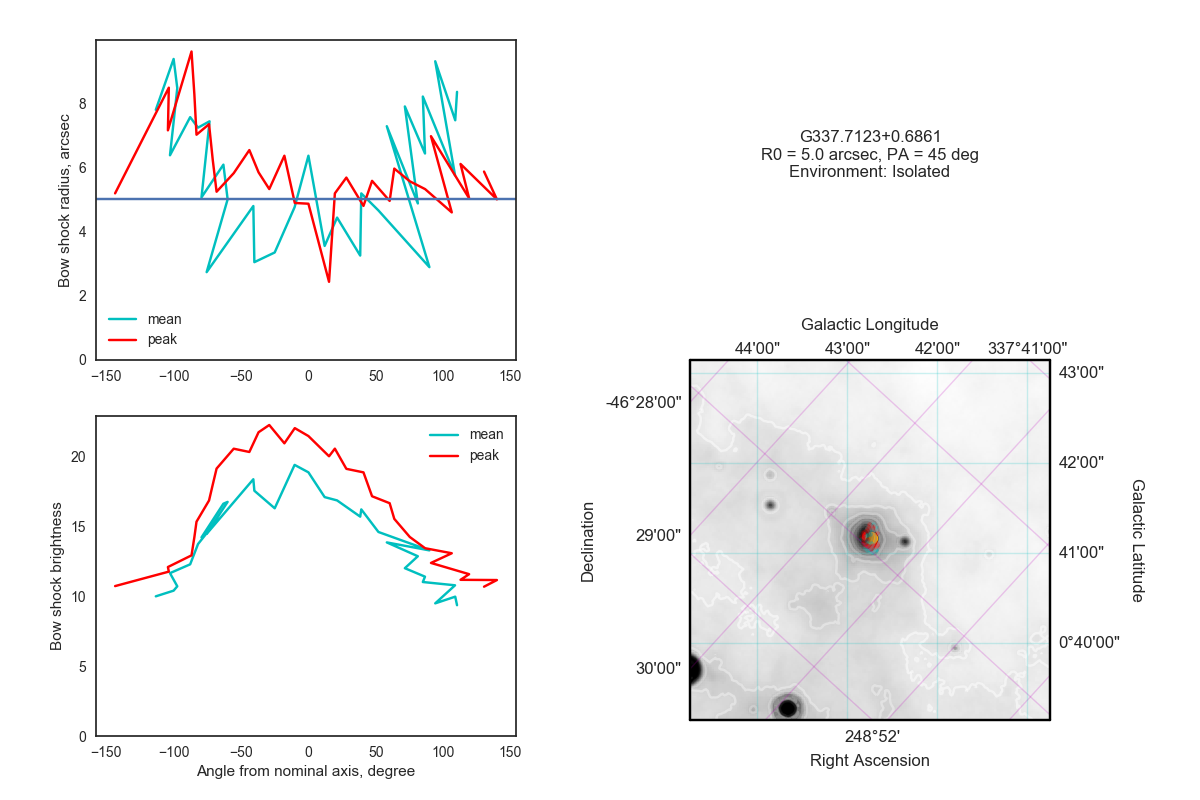 Bow shock radius, arcsec
8
6
4
2
0
mean
peak
−150
−100
−50
0
50
100
150
Bow shock brightness
20
15
10
5
0
mean
peak
−150
−100
−50
0
50
100
150
Angle from nominal axis, degree
G337.7123+0.6861
R0 = 5.0 arcsec, PA = 45 deg
Environment: Isolated
Galactic Longitude
44'00" 43'00" 42'00" 337°41'00"
-46°28'00"
29'00"
30'00"
Declination
43'00"
42'00"
41'00"
0°40'00"
Galactic Latitude
248°52'
Right Ascension